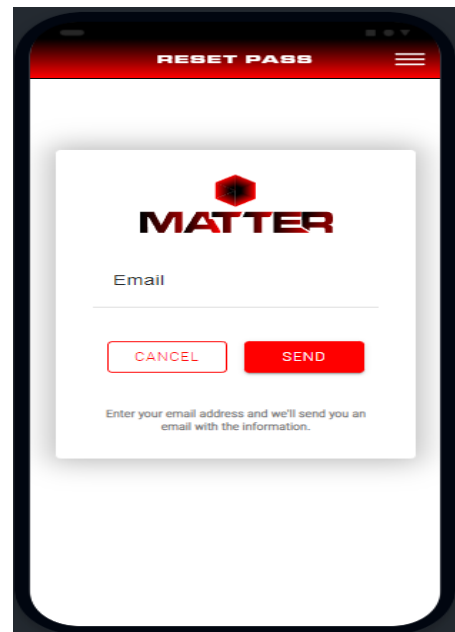 RESET PASS
MATTER
Email
CANCEL SEND
Enter your email address and we'll send you an
email with the information.